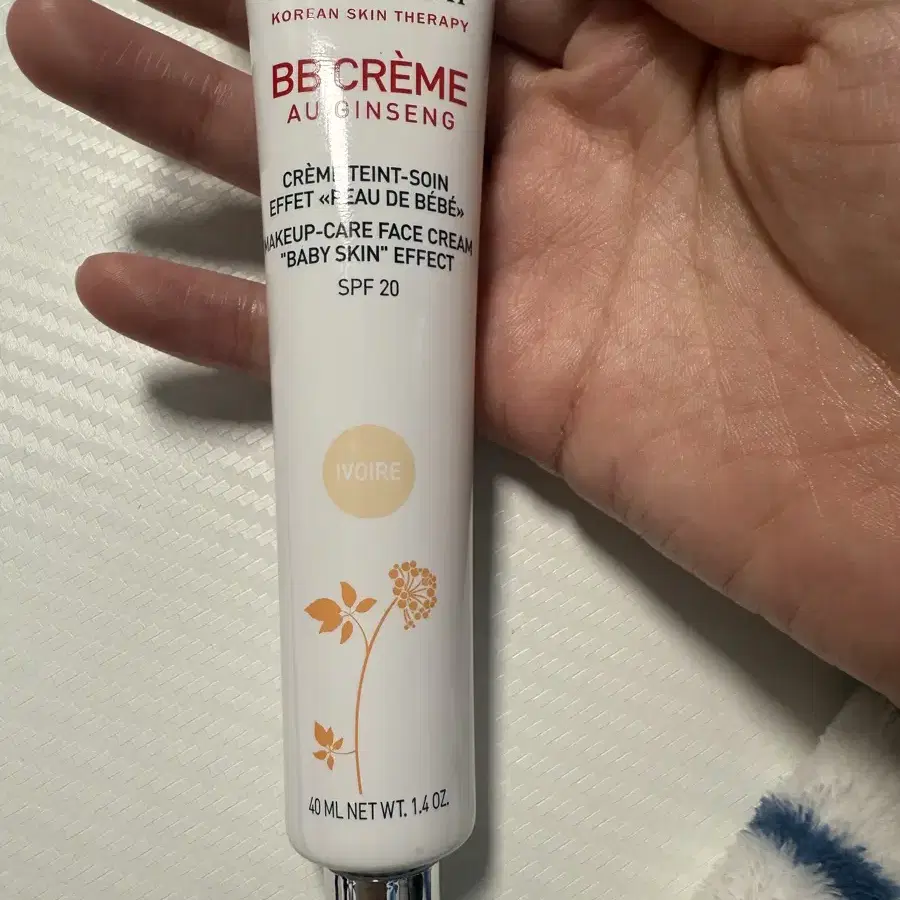 KOREAN SKIN THERAPY
BB CRÈME
AU GINSENG
CRÈME TEINT-SOIN
EFFET «PEAU DE BÉBÉ»
MAKEUP-CARE FACE CREAM
"BABY SKIN" EFFECT
SPF 20
IVOIRE
40 ML NET WT. 1.4 OZ.